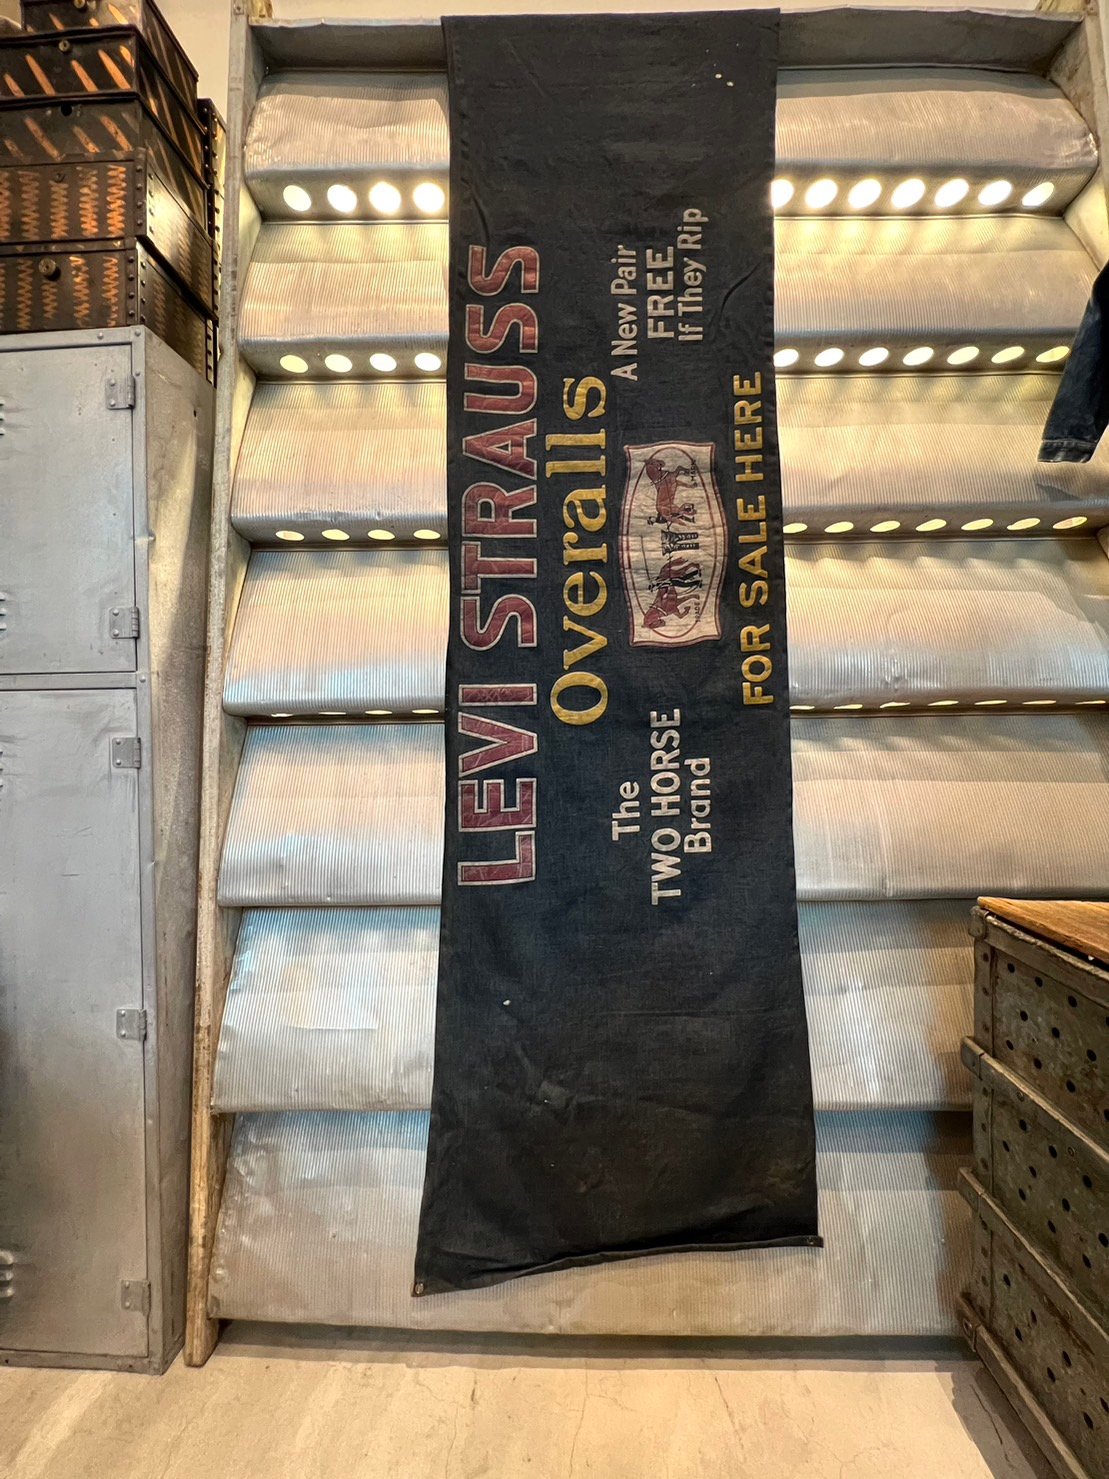 LEVI STRAUSS
Overalls
The
TWO HORSE
Brand
A New Pair
FREE
If They Rip
FOR SALE HERE